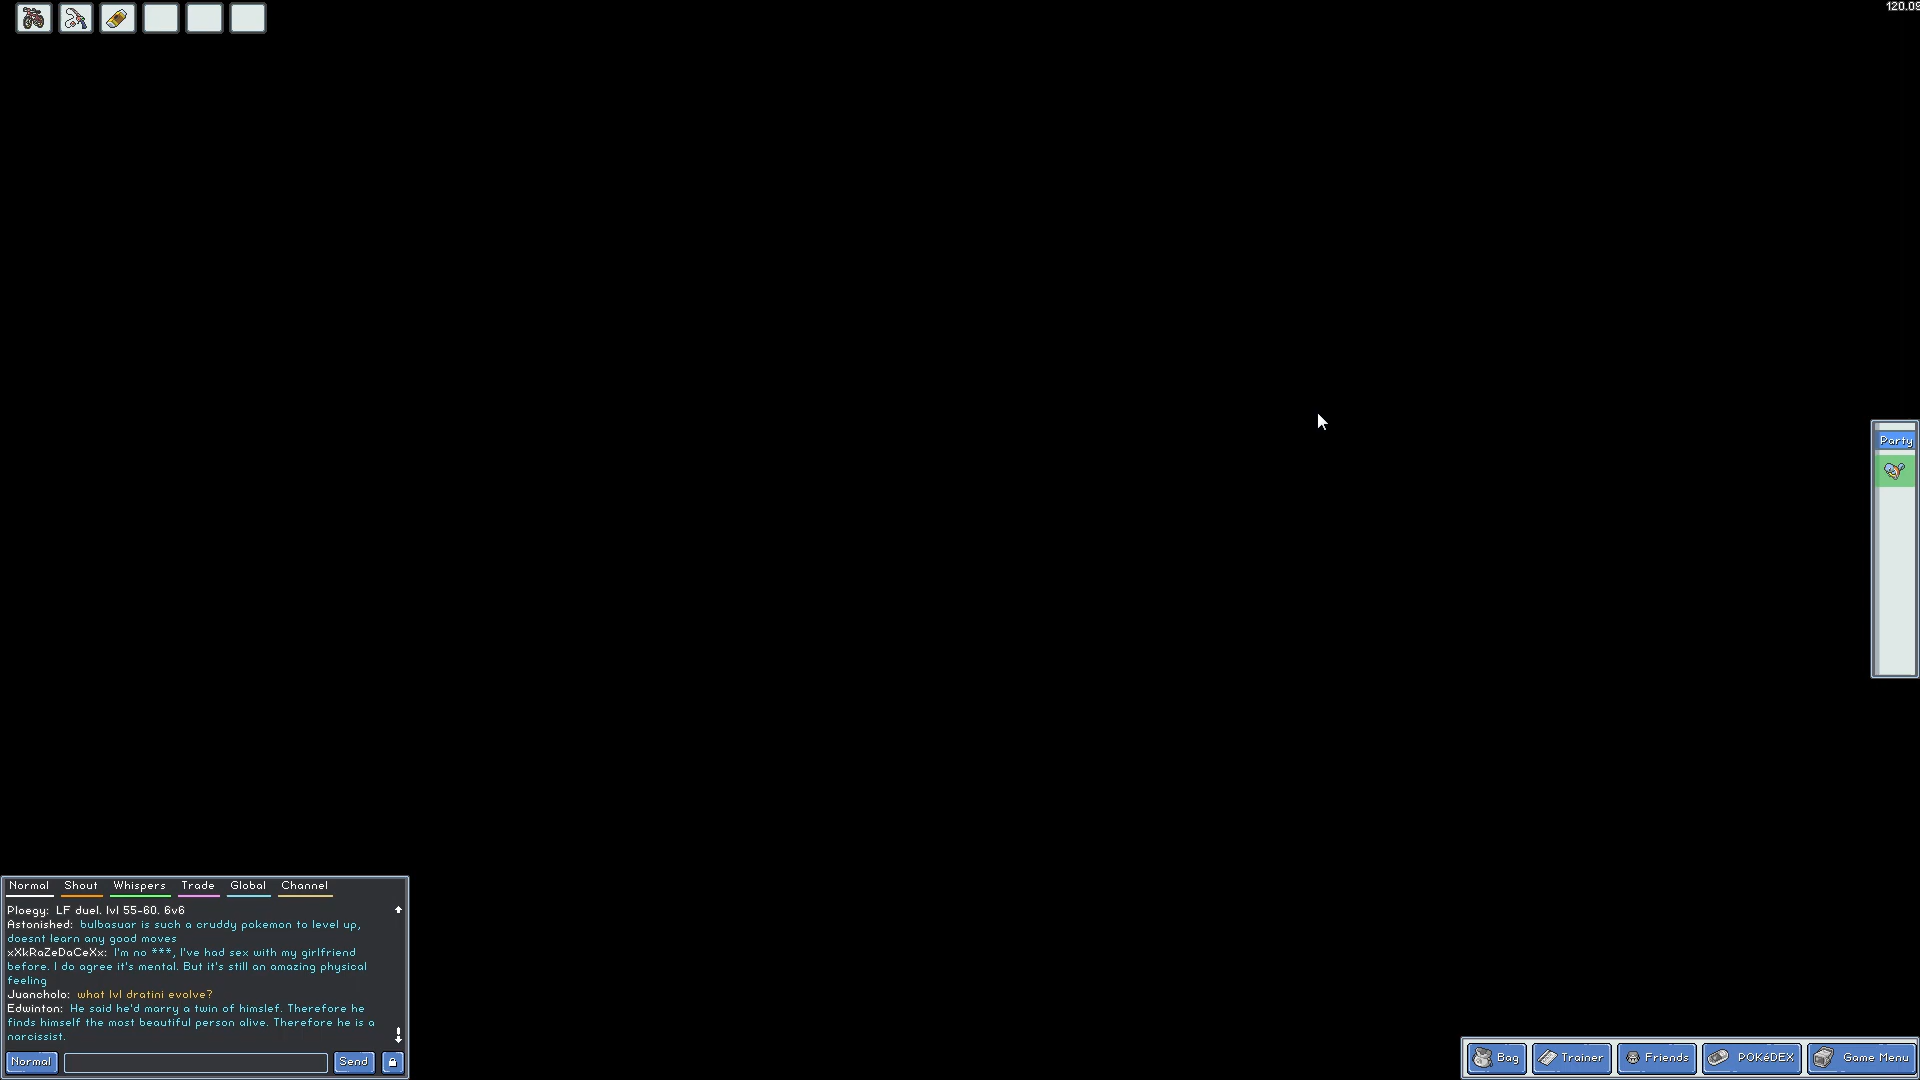 120.09
Party
Normal Shout Whispers Trade Global Channel
Ploegy: LF duel. lvl 55-60. 6v6
Astonished: bulbasuar is such a cruddy pokemon to level up,
doesnt learn any good moves
xXkRaZeDaCeXx: I'm no ***, I've had sex with my girlfriend
before. I do agree it's mental. But it's still an amazing physical
feeling
Juancholo: what lvl dratini evolve?
Edwinton: He said he'd marry a twin of himslef. Therefore he
finds himself the most beautiful person alive. Therefore he is a
narcissist.
Normal Send
Bag Trainer Friends POKéDEX Game Menu